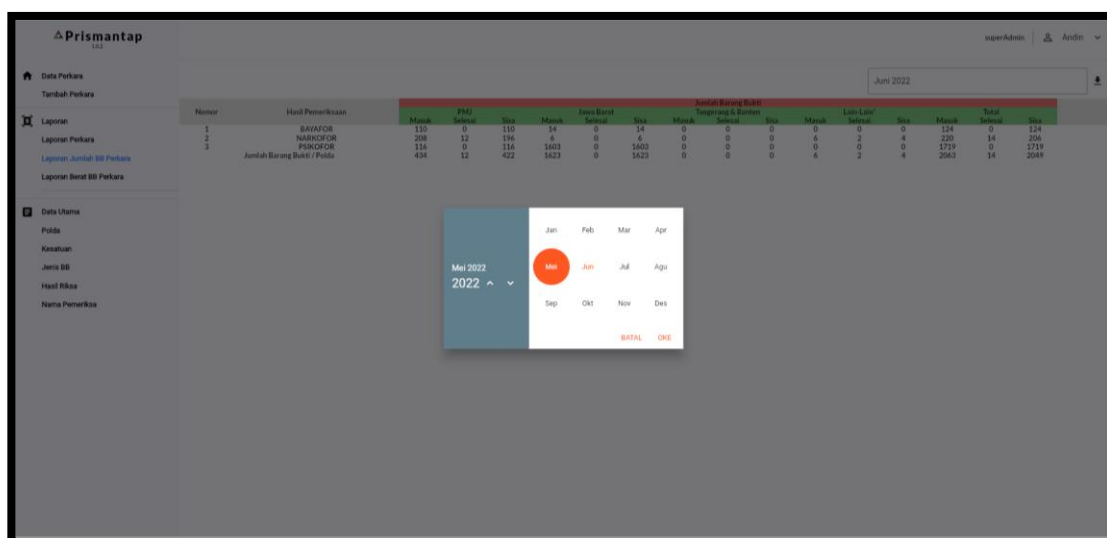 Prismantap
superAdmin Andin
Data Perkara
Tambah Perkara
Juni 2022
Laporan
Laporan Perkara
Laporan Jumlah BB Perkara
Laporan Berat BB Perkara
Data Utama
Polda
Kesatuan
Jenis BB
Hasil Riksa
Nama Pemeriksa
Jumlah Barang Bukti
Nomor Hasil Pemeriksaan PMJ Jawa Barat Tangerang & Banten Lain-Lain' Total
Masuk Selesai Sisa Masuk Selesai Sisa Masuk Selesai Sisa Masuk Selesai Sisa Masuk Selesai Sisa
1 BAYAFOR 110 0 110 14 0 14 0 0 0 0 0 0 124 0 124
2 NARKOFOR 208 12 196 6 0 6 0 0 0 6 2 4 220 14 206
3 PSIKOFOR 116 0 116 1603 0 1603 0 0 0 0 0 0 1719 0 1719
Jumlah Barang Bukti / Polda 434 12 422 1623 0 1623 0 0 0 6 2 4 2063 14 2049
Mei 2022
2022
Jan Feb Mar Apr
Mei Jun Jul Agu
Sep Okt Nov Des
BATAL OKE